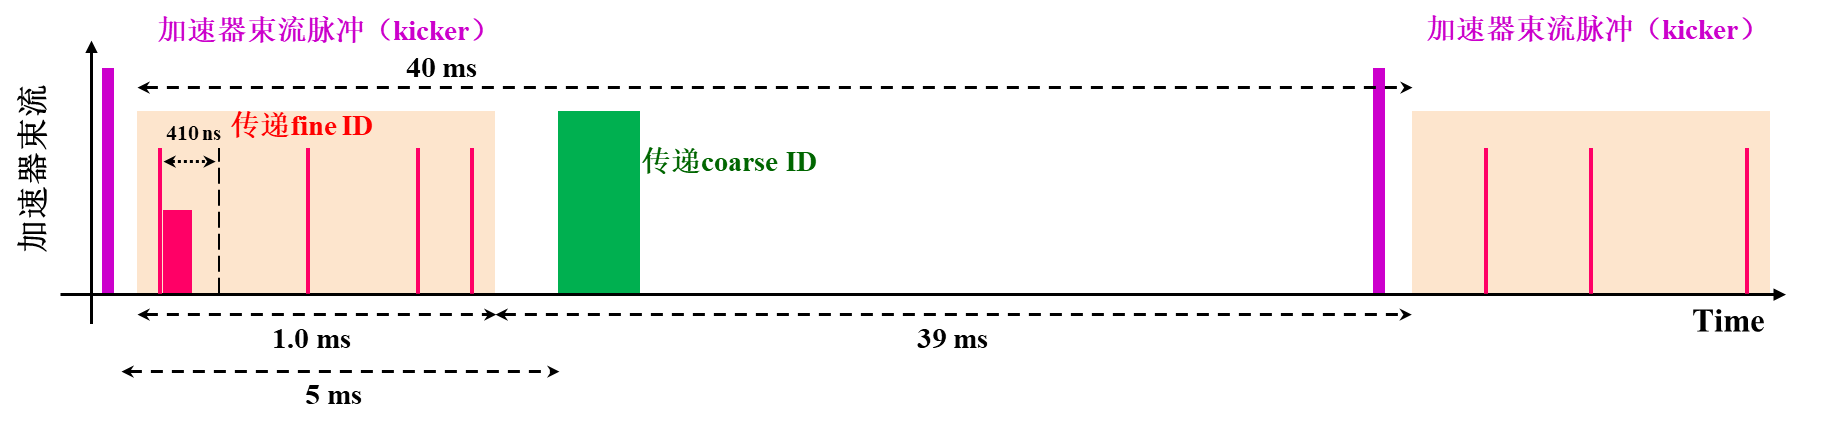 加速器束流脉冲（kicker）
加速器束流脉冲（kicker）
40 ms
加速器束流
410 ns
传递fine ID
传递coarse ID
1.0 ms
39 ms
Time
5 ms